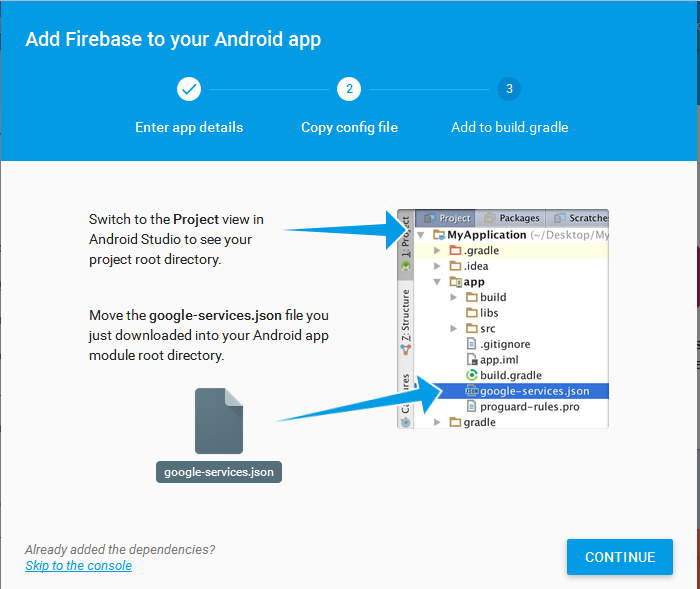 Add Firebase to your Android app
2
3
Enter app details
Copy config file
Add to build.gradle
Switch to the Project view in
Android Studio to see your
project root directory.
Move the google-services.json file you
just downloaded into your Android app
module root directory.
google-services.json
1: Project
Z: Structure
Project
Packages
Scratches
MyApplication (~/Desktop/My
.gradle
.idea
app
build
libs
src
.gitignore
app.iml
build.gradle
google-services.json
proguard-rules.pro
gradle
Already added the dependencies?
Skip to the console
CONTINUE